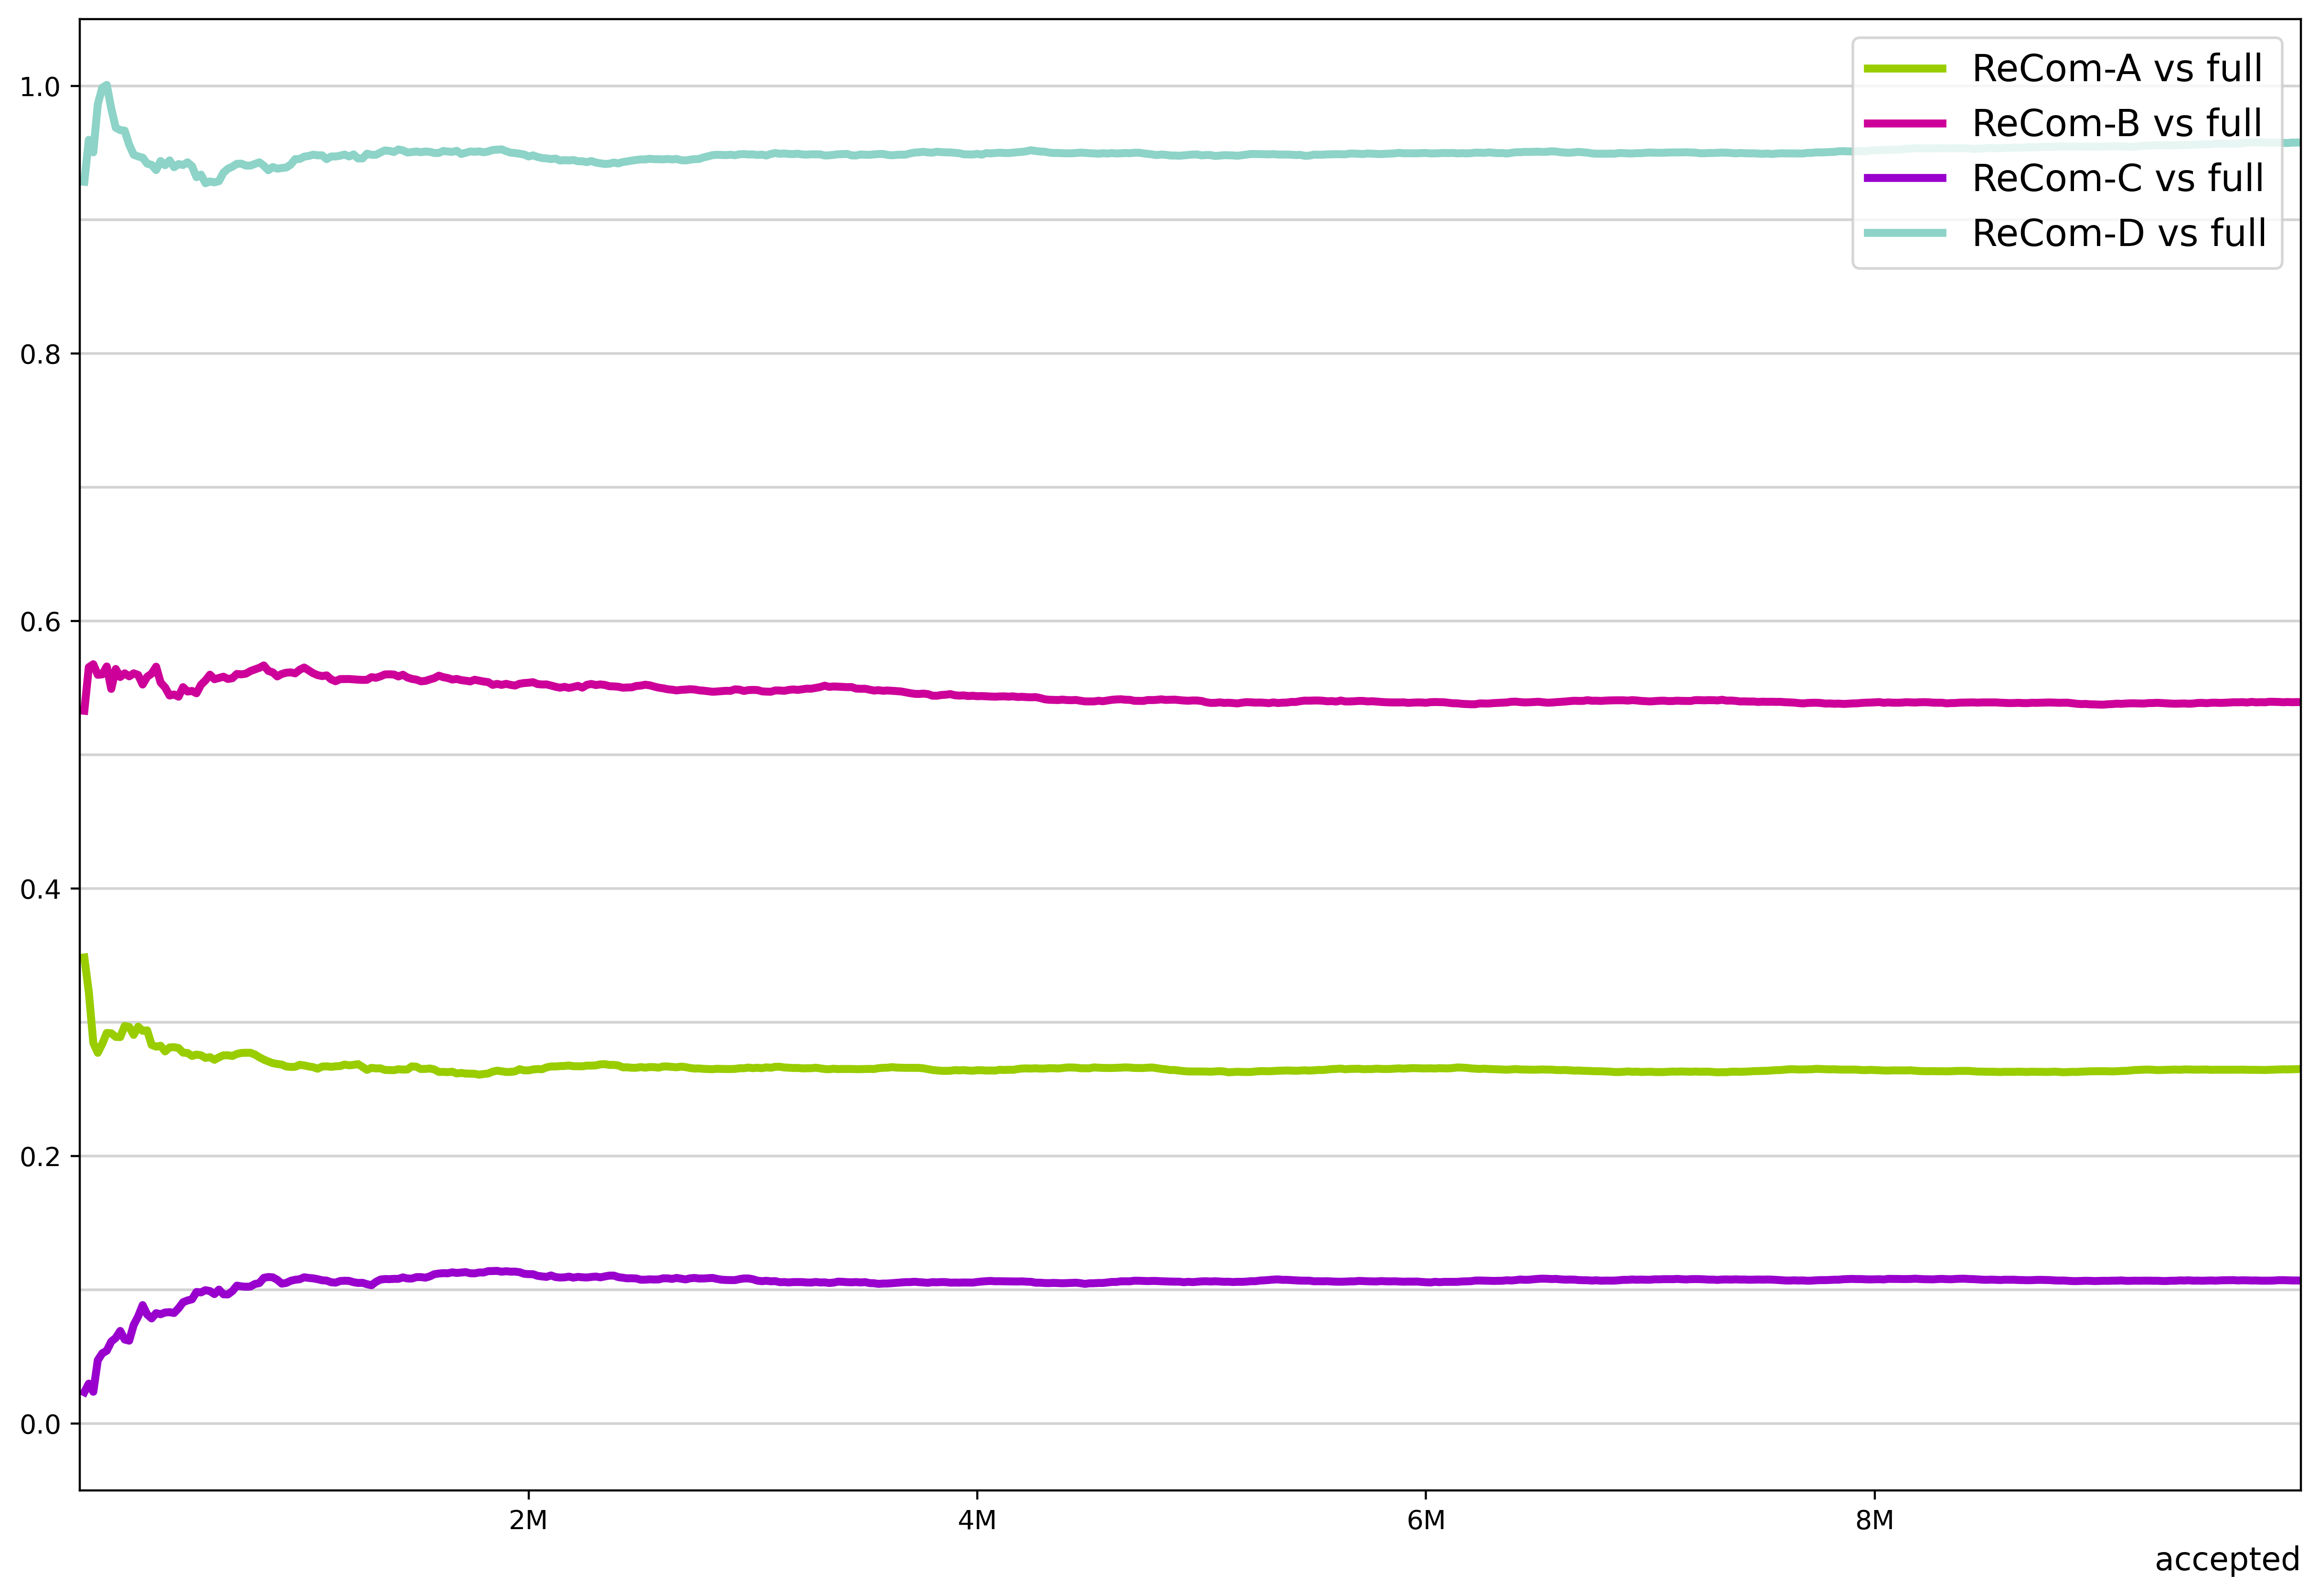 1.0
0.8
0.6
0.4
0.2
0.0
ReCom-A vs full
ReCom-B vs full
ReCom-C vs full
ReCom-D vs full
2M 4M 6M 8M
accepted